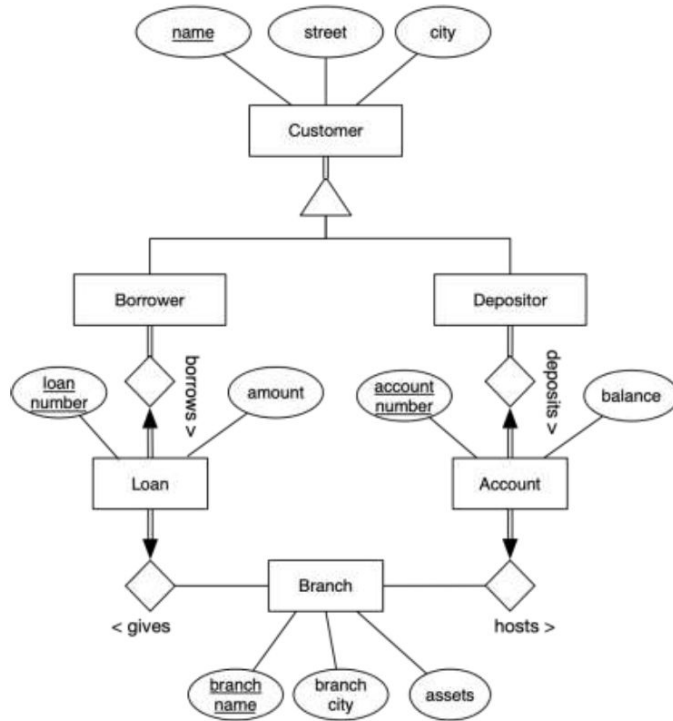 name
street
city
Customer
Borrower
Depositor
borrows >
deposits >
loan
number
amount
account
number
balance
Loan
Account
Branch
< gives
hosts >
branch
name
branch
city
assets